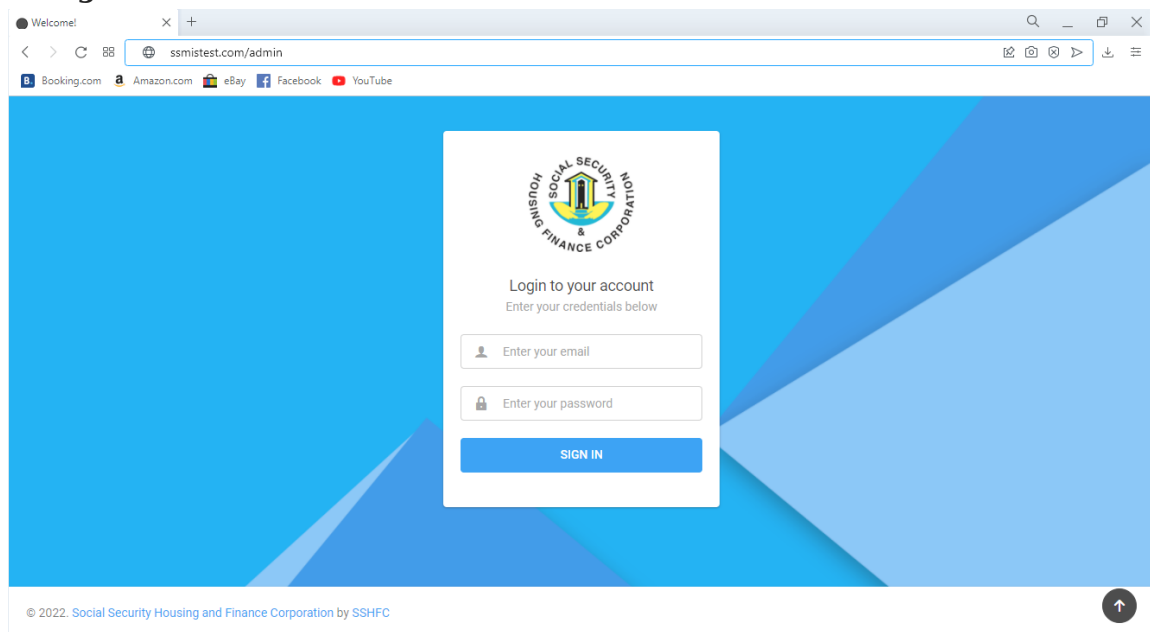 Welcome!
ssmistest.com/admin
B. Booking.com a Amazon.com eBay Facebook YouTube
SOCIAL SECURITY
HOUSING FINANCE CORPORATION
&
Login to your account
Enter your credentials below
Enter your email
Enter your password
SIGN IN
© 2022. Social Security Housing and Finance Corporation by SSHFC